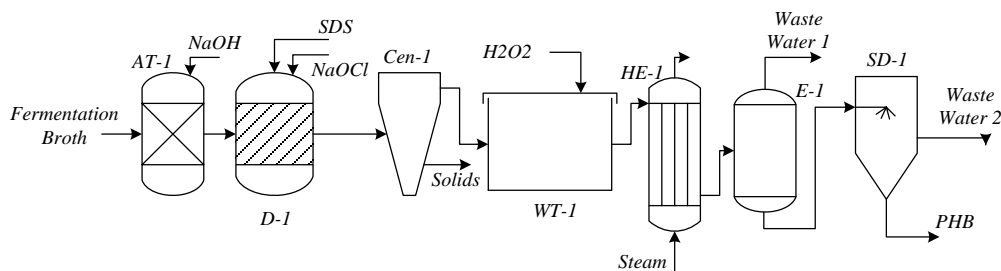 SDS
Waste
Water 1
NaOH
AT-1
NaOCl
Cen-1
H2O2
HE-1
SD-1
E-1
Fermentation
Broth
Waste
Water 2
Solids
D-1
WT-1
PHB
Steam